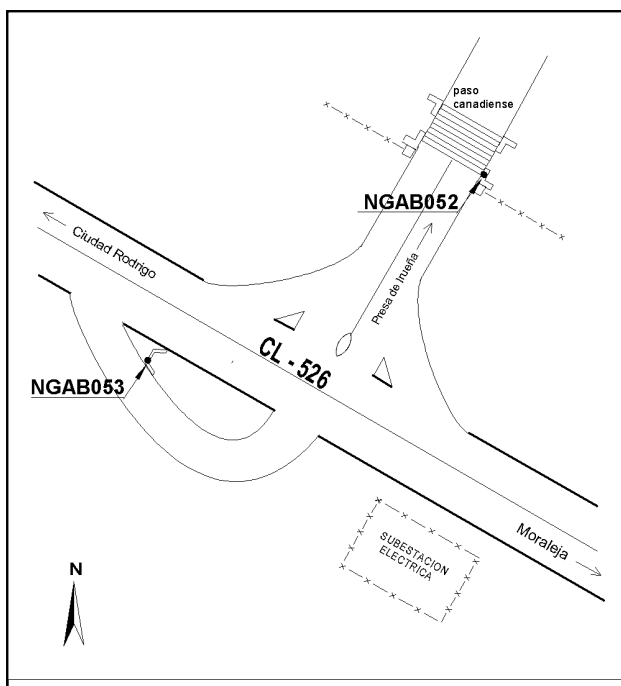 paso
canadiense
NGAB052
Ciudad Rodrigo
Presa de Irueña
CL - 526
NGAB053
Moraleja
SUBESTACION
ELECTRICA
N